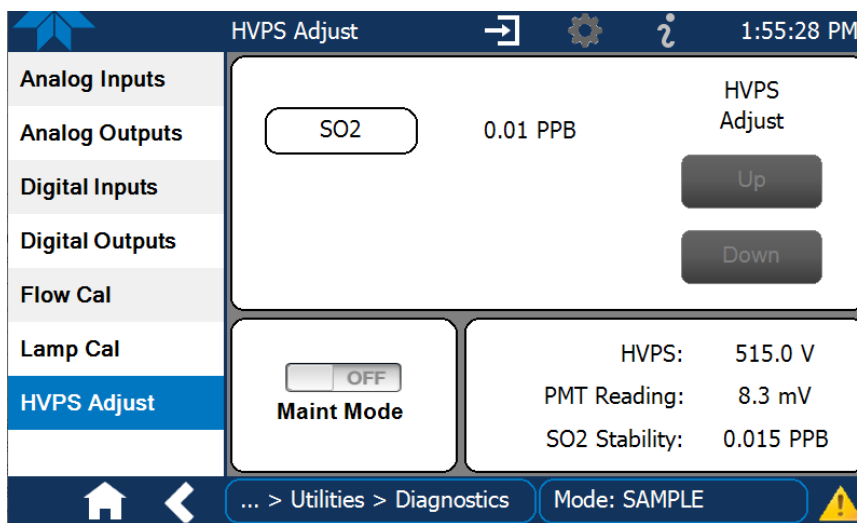 HVPS Adjust
1:55:28 PM
Analog Inputs
Analog Outputs
Digital Inputs
Digital Outputs
Flow Cal
Lamp Cal
HVPS Adjust
SO2
0.01 PPB
HVPS
Adjust
Up
Down
OFF
Maint Mode
HVPS: 515.0 V
PMT Reading: 8.3 mV
SO2 Stability: 0.015 PPB
... > Utilities > Diagnostics
Mode: SAMPLE